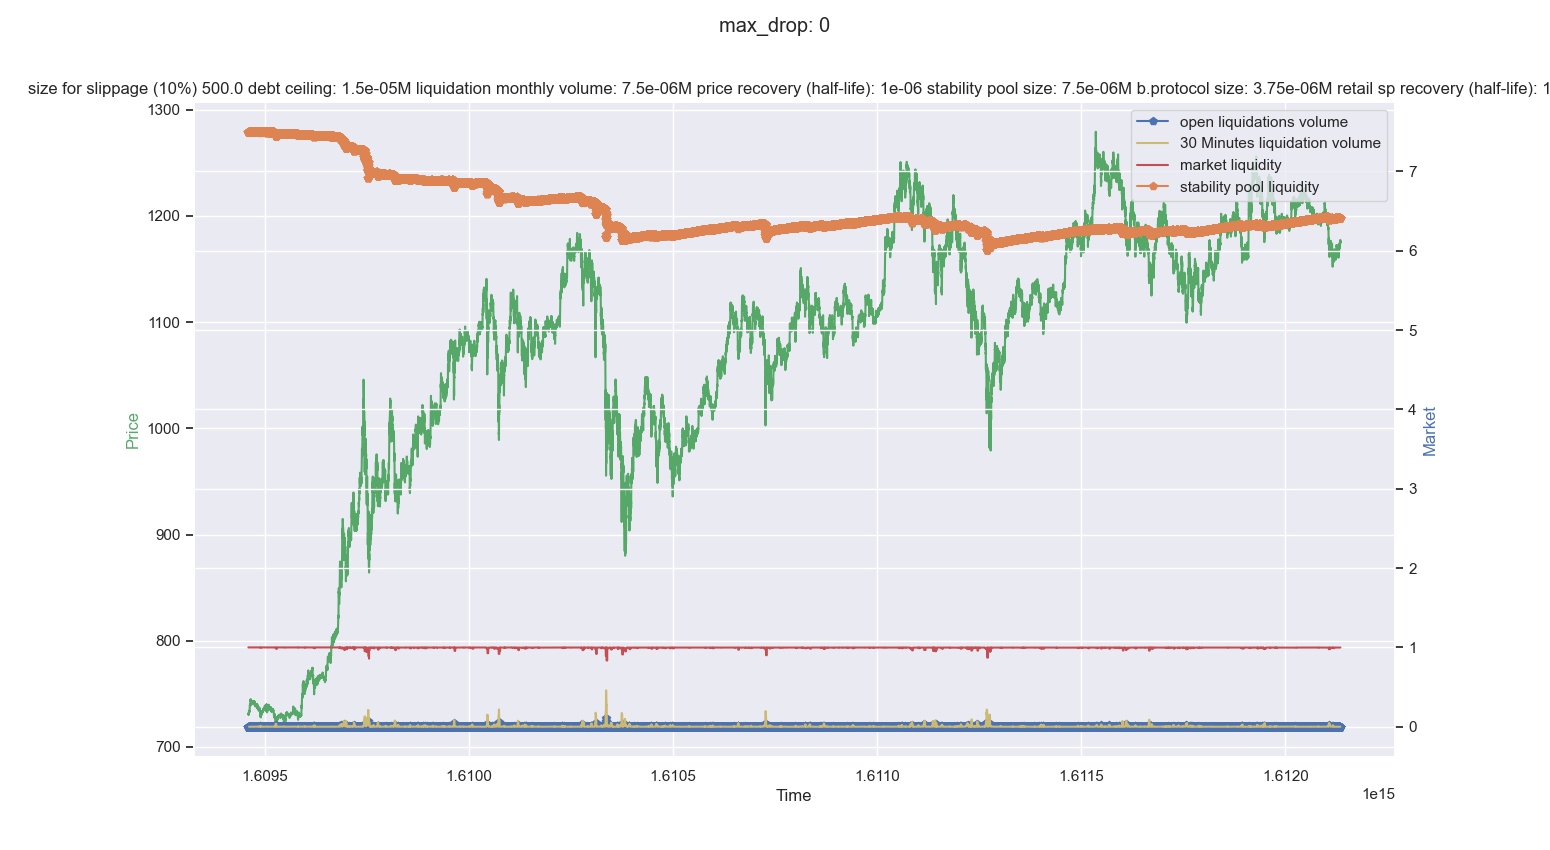 max_drop: 0
size for slippage (10%) 500.0 debt ceiling: 1.5e-05M liquidation monthly volume: 7.5e-06M price recovery (half-life): 1e-06 stability pool size: 7.5e-06M b.protocol size: 3.75e-06M retail sp recovery (half-life): 1
1300
1200
1100
1000
900
800
700
Price
open liquidations volume
30 Minutes liquidation volume
market liquidity
stability pool liquidity
7
6
5
4
3
2
1
0
Market
1.6095 1.6100 1.6105 1.6110 1.6115 1.6120
1e15
Time